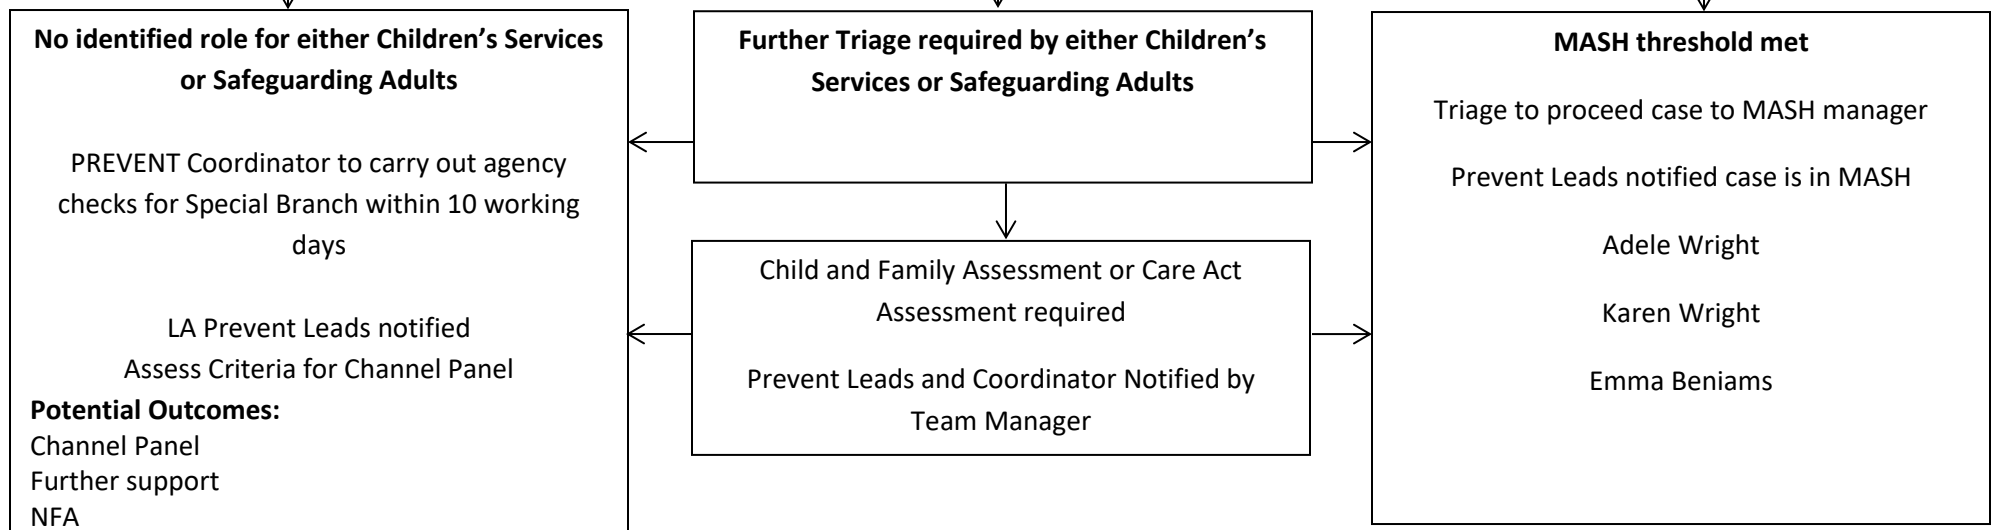 No identified role for either Children’s Services
or Safeguarding Adults
PREVENT Coordinator to carry out agency
checks for Special Branch within 10 working
days
LA Prevent Leads notified
Assess Criteria for Channel Panel
Potential Outcomes:
Channel Panel
Further support
NFA
Further Triage required by either Children’s
Services or Safeguarding Adults
Child and Family Assessment or Care Act
Assessment required
Prevent Leads and Coordinator Notified by
Team Manager
MASH threshold met
Triage to proceed case to MASH manager
Prevent Leads notified case is in MASH
Adele Wright
Karen Wright
Emma Beniams